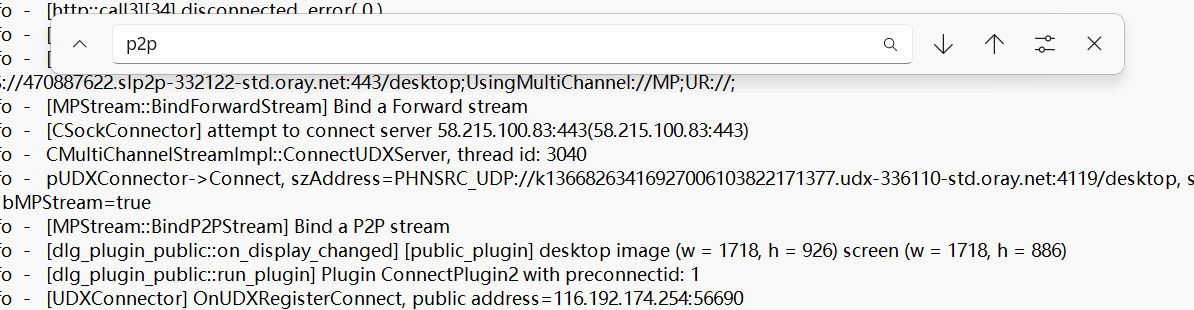 fo - [http::call3][34] disconnected, error( 0 )
p2p
fo - [
fo - [
s://470887622.slp2p-332122-std.oray.net:443/desktop;UsingMultiChannel://MP;UR://;
fo - [MPStream::BindForwardStream] Bind a Forward stream
fo - [CSockConnector] attempt to connect server 58.215.100.83:443(58.215.100.83:443)
fo - CMultiChannelStreamImpl::ConnectUDXServer, thread id: 3040
fo - pUDXConnector->Connect, szAddress=PHNSRC_UDP://k13668263416927006103822171377.udx-336110-std.oray.net:4119/desktop, s
bMPStream=true
fo - [MPStream::BindP2PStream] Bind a P2P stream
fo - [dlg_plugin_public::on_display_changed] [public_plugin] desktop image (w = 1718, h = 926) screen (w = 1718, h = 886)
fo - [dlg_plugin_public::run_plugin] Plugin ConnectPlugin2 with preconnectid: 1
fo - [UDXConnector] OnUDXRegisterConnect, public address=116.192.174.254:56690